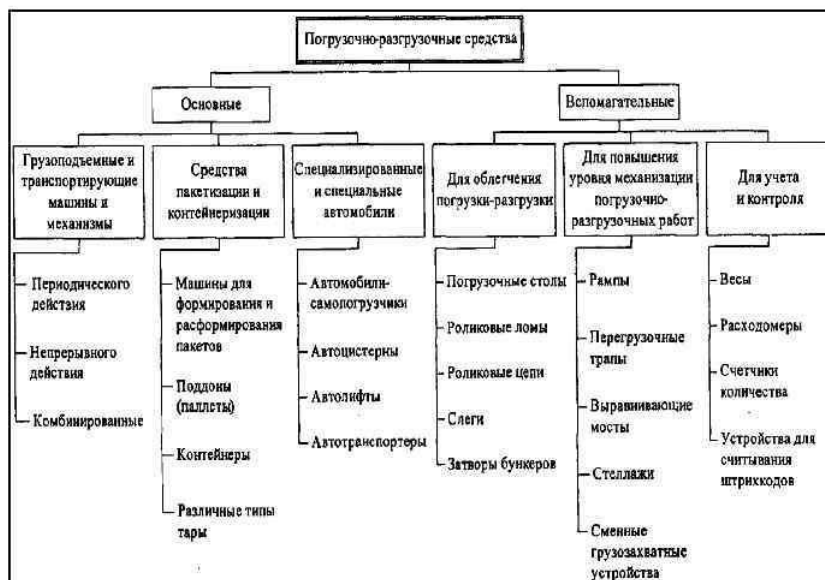 Погрузочно-разгрузочные средства
Основные
Вспомагательные
Грузоподъемные и
транспортирующие
машины и
механизмы
Периодического
действия
Непрерывного
действия
Комбинированные
Средства
пакетизации и
контейнеризации
Машины для
формирования и
расформирования
пакетов
Поддоны
(паллеты)
Контейнеры
Различные типы
тары
Специализированные
и специальные
автомобили
Автомобили-
самопогрузчики
Автоцистерны
Автолифты
Автотранспортеры
Для облегчения
погрузки-разгрузки
Погрузочные столы
Роликовые ломы
Роликовые цепи
Слеги
Затворы бункеров
Для повышения
уровня механизации
погрузочно-
разгрузочных работ
Рампы
Перегрузочные
трапы
Выравнивающие
мосты
Стеллажи
Сменные
грузозахватные
устройства
Для учета
и контроля
Весы
Расходомеры
Счетчики
количества
Устройства для
считывания
штрихкодов